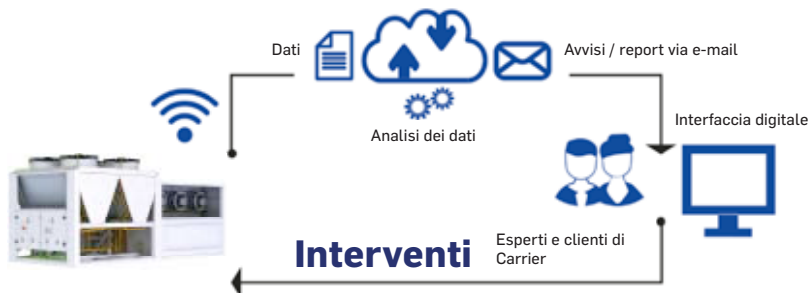 Dati
Avvisi / report via e-mail
Analisi dei dati
Interfaccia digitale
Esperti e clienti di
Carrier
Interventi